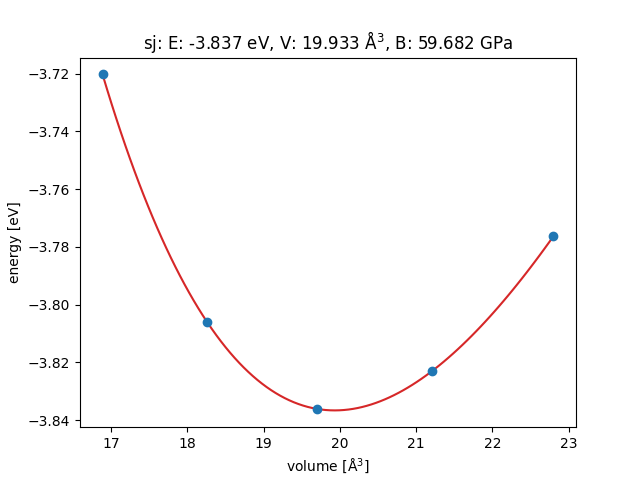 sj: E: -3.837 eV, V: 19.933 Å³, B: 59.682 GPa
−3.72
−3.74
−3.76
−3.78
−3.80
−3.82
−3.84
energy [eV]
17 18 19 20 21 22 23
volume [Å³]